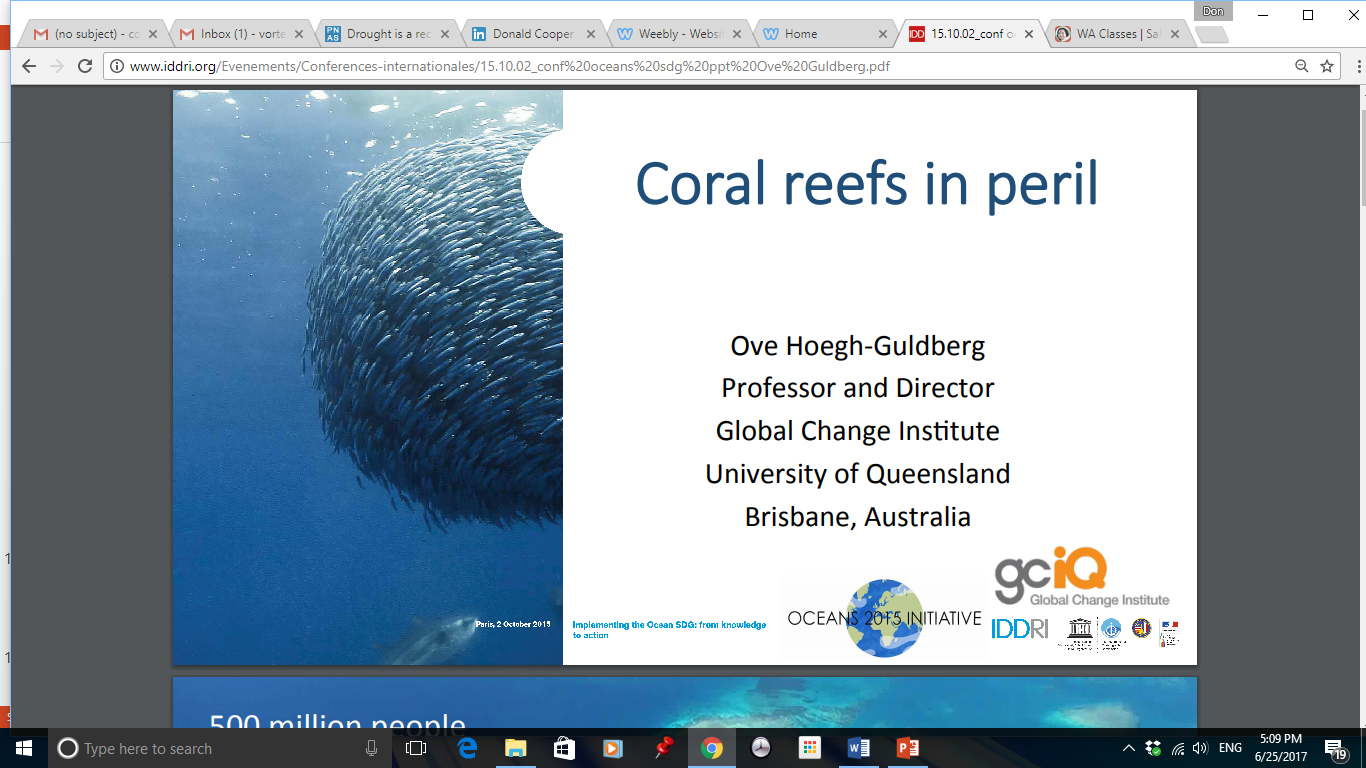 Don
(no subject) - co
Inbox (1) - vorte
PN AS Drought is a rec
in Donald Cooper
Weebly - Websi
Home
IDD 15.10.02_conf o
WA Classes | Sa
www.iddri.org/Evenements/Conferences-internationales/15.10.02_conf%20oceans%20sdg%20ppt%20Ove%20Guldberg.pdf
Coral reefs in peril
Ove Hoegh-Guldberg
Professor and Director
Global Change Institute
University of Queensland
Brisbane, Australia
gciQ
Global Change Institute
OCEANS 2015 INITIATIVE
IDDRI
Paris, 2 October 2015
Implementing the Ocean SDG: from knowledge
to action
500 million people
Type here to search
ENG
5:09 PM
6/25/2017
19